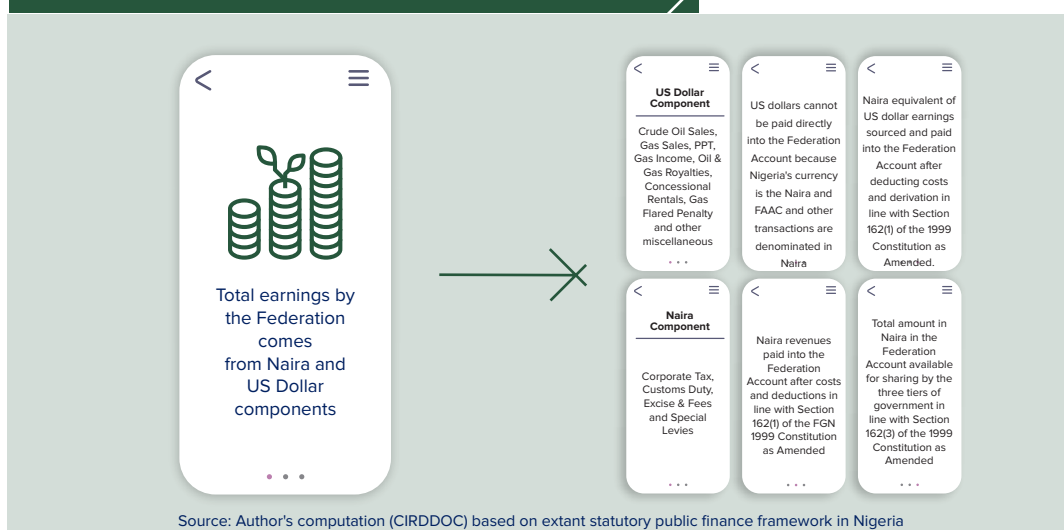 Total earnings by
the Federation
comes
from Naira and
US Dollar
components
US Dollar
Component
Crude Oil Sales,
Gas Sales, PPT,
Gas Income, Oil &
Gas Royalties,
Concessional
Rentals, Gas
Flared Penalty
and other
miscellaneous
US dollars cannot
be paid directly
into the Federation
Account because
Nigeria's currency
is the Naira and
FAAC and other
transactions are
denominated in
Naira
Naira equivalent of
US dollar earnings
sourced and paid
into the Federation
Account after
deducting costs
and derivation in
line with Section
162(1) of the 1999
Constitution as
Amended.
Naira
Component
Corporate Tax,
Customs Duty,
Excise & Fees
and Special
Levies
Naira revenues
paid into the
Federation
Account after costs
and deductions in
line with Section
162(1) of the FGN
1999 Constitution
as Amended
Total amount in
Naira in the
Federation
Account available
for sharing by the
three tiers of
government in
line with Section
162(3) of the 1999
Constitution as
Amended
Source: Author's computation (CIRDDOC) based on extant statutory public finance framework in Nigeria